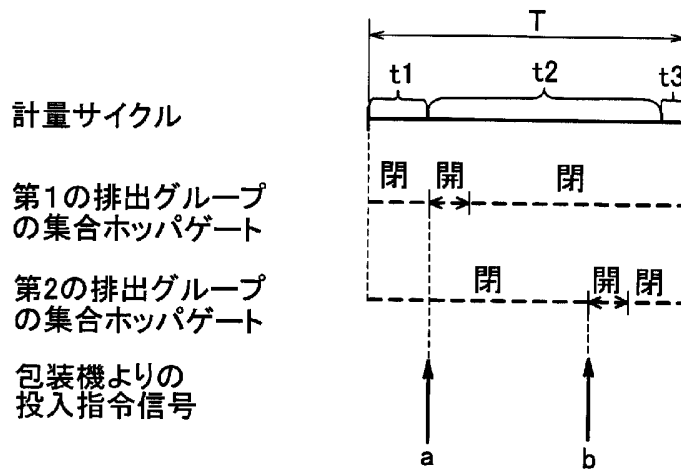 T
t1 t2 t3
計量サイクル
閉 開 閉
第1の排出グループ
の集合ホッパゲート
閉 開 閉
第2の排出グループ
の集合ホッパゲート
包装機よりの
投入指令信号
a b